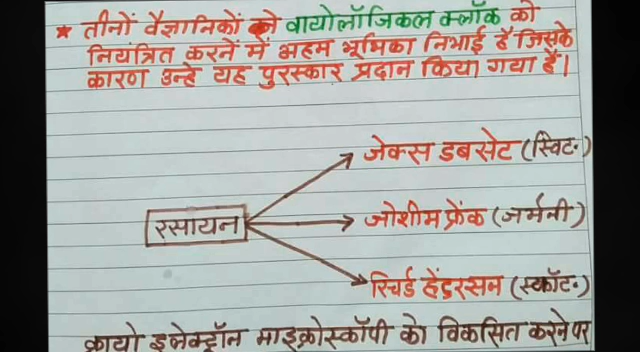 * तीनों वैज्ञानिकों ने वायोलॉजिकल क्लॉक को
नियंत्रित करने में अहम भूमिका निभाई है जिसके
कारण उन्हे यह पुरस्कार प्रदान किया गया है।
जेक्स डबसेट (स्विट॰)
रसायन
जोशीम फ्रेंक (जर्मनी)
रिचर्ड हेंडरसन (स्कॉट॰)
क्रायो इलेक्ट्रॉन माइक्रोस्कॉपी को विकसित करने पर